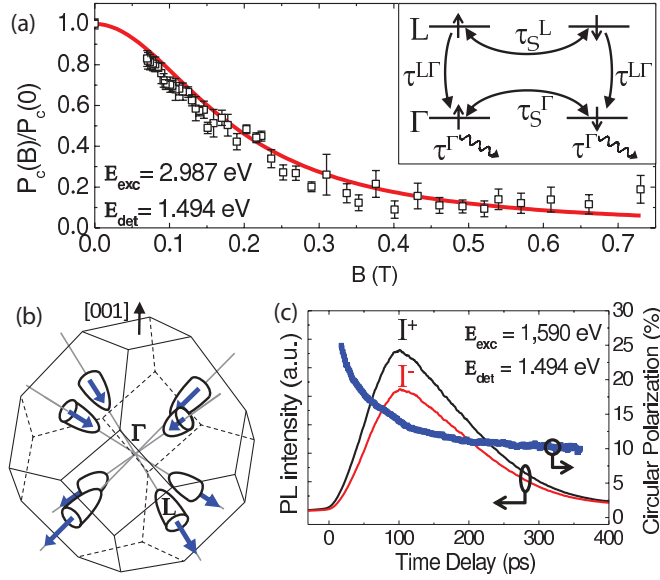 (a)
P_c(B)/P_c(0)
1.0
0.8
0.6
0.4
0.2
0.0
E_exc = 2.987 eV
E_det = 1.494 eV
0.0 0.1 0.2 0.3 0.4 0.5 0.6 0.7
B (T)
L τ_S^L
τ^LΓ τ^LΓ
Γ τ_S^Γ
τ^Γ τ^Γ
(b)
[001]
Γ
L
(c)
PL intensity (a.u.)
I⁺
I⁻
E_exc = 1,590 eV
E_det = 1.494 eV
30
25
20
15
10
5
0
Circular Polarization (%)
0 100 200 300 400
Time Delay (ps)